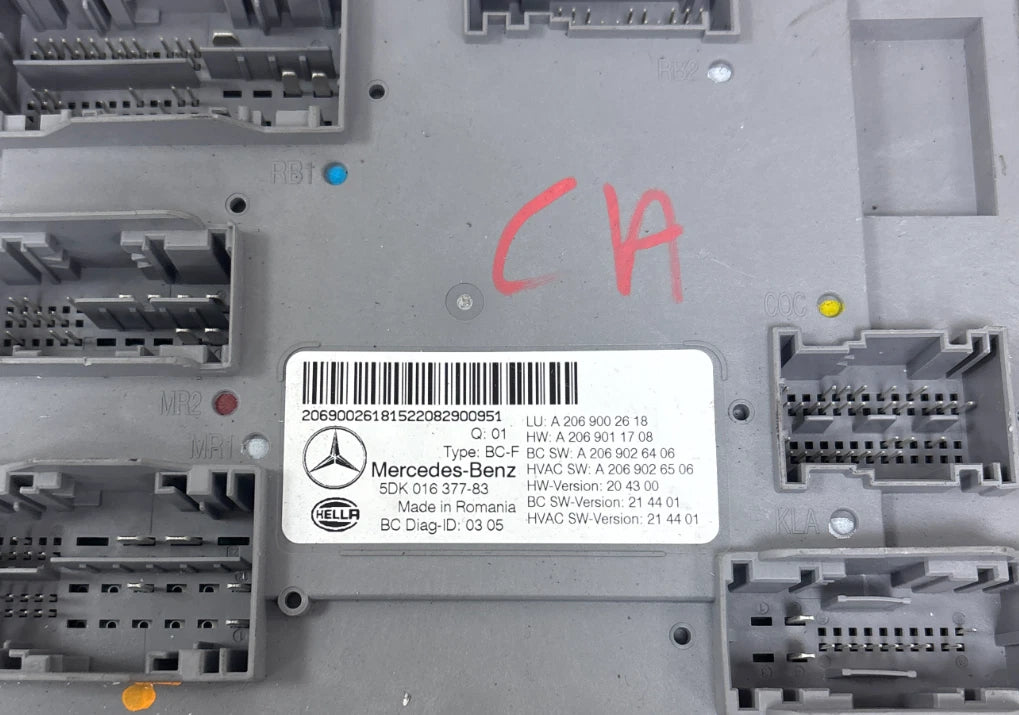 RB2
RB1
CIA
COC
MR2
MR1
KLA
2069002618152208290​0951
Q: 01
Type: BC-F
Mercedes-Benz
5DK 016 377-83
HELLA
Made in Romania
BC Diag-ID: 03 05
LU: A 206 900 26 18
HW: A 206 901 17 08
BC SW: A 206 902 64 06
HVAC SW: A 206 902 65 06
HW-Version: 20 43 00
BC SW-Version: 21 44 01
HVAC SW-Version: 21 44 01